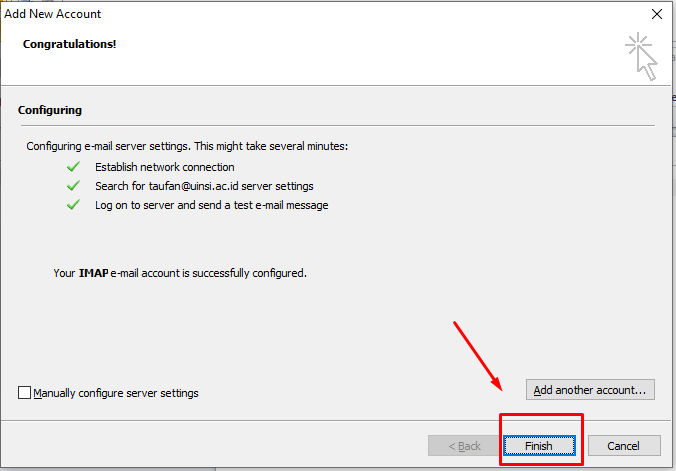 Add New Account
Congratulations!
Configuring
Configuring e-mail server settings. This might take several minutes:
Establish network connection
Search for taufan@uinsi.ac.id server settings
Log on to server and send a test e-mail message
Your IMAP e-mail account is successfully configured.
Manually configure server settings
Add another account...
< Back
Finish
Cancel